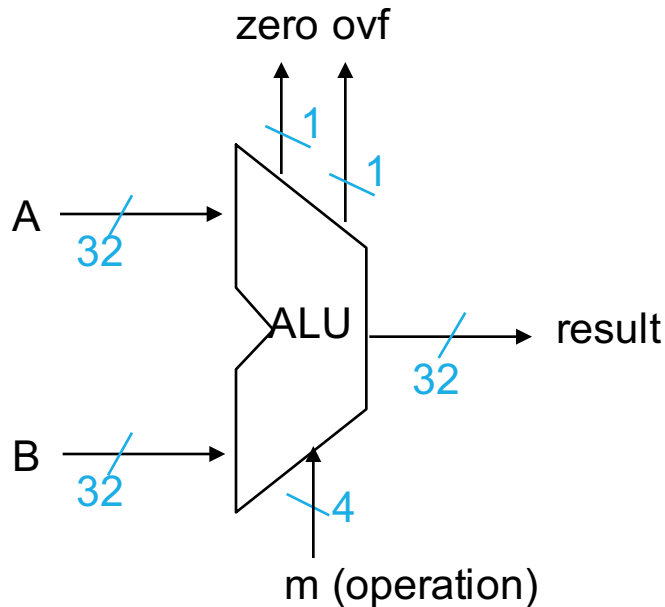 zero ovf
1
1
A
32
ALU
result
32
B
32
4
m (operation)